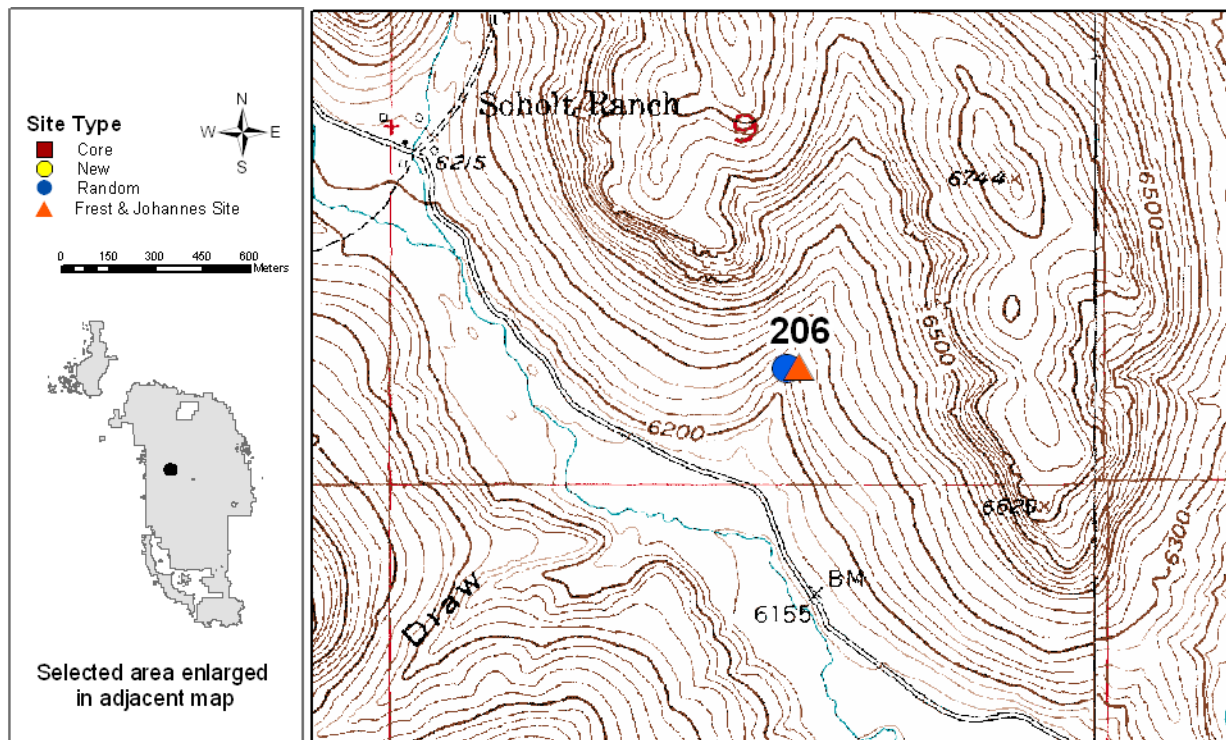 N
W E
S
Site Type
Core
New
Random
Frest & Johannes Site
0 150 300 450 600
Meters
Selected area enlarged
in adjacent map
Scholt Ranch
9
6215
6744
6500
6500
206
6200
6625
6300
Draw
BM
6155